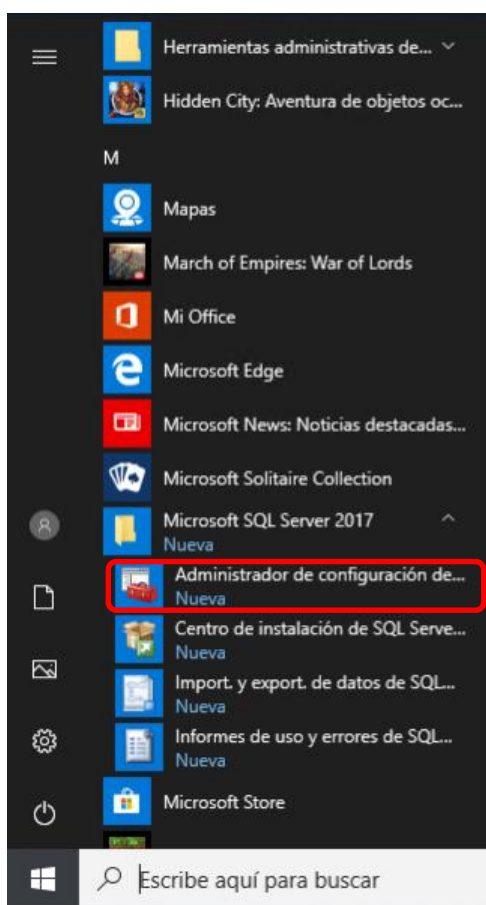 Herramientas administrativas de...
Hidden City: Aventura de objetos oc...
M
Mapas
March of Empires: War of Lords
Mi Office
Microsoft Edge
Microsoft News: Noticias destacadas...
Microsoft Solitaire Collection
Microsoft SQL Server 2017
Nueva
Administrador de configuración de...
Nueva
Centro de instalación de SQL Serve...
Nueva
Import. y export. de datos de SQL...
Nueva
Informes de uso y errores de SQL...
Nueva
Microsoft Store
Escribe aquí para buscar